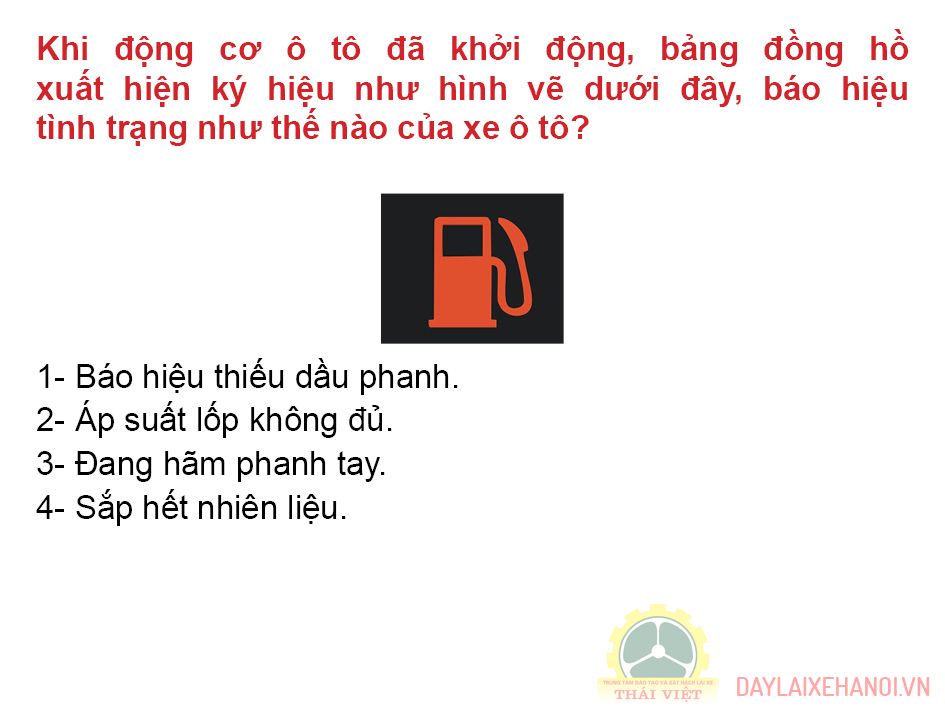 Khi động cơ ô tô đã khởi động, bảng đồng hồ
xuất hiện ký hiệu như hình vẽ dưới đây, báo hiệu
tình trạng như thế nào của xe ô tô?
1- Báo hiệu thiếu dầu phanh.
2- Áp suất lốp không đủ.
3- Đang hãm phanh tay.
4- Sắp hết nhiên liệu.
TRUNG TÂM ĐÀO TẠO VÀ SÁT HẠCH LÁI XE
THÁI VIỆT
DAYLAIXEHANOI.VN